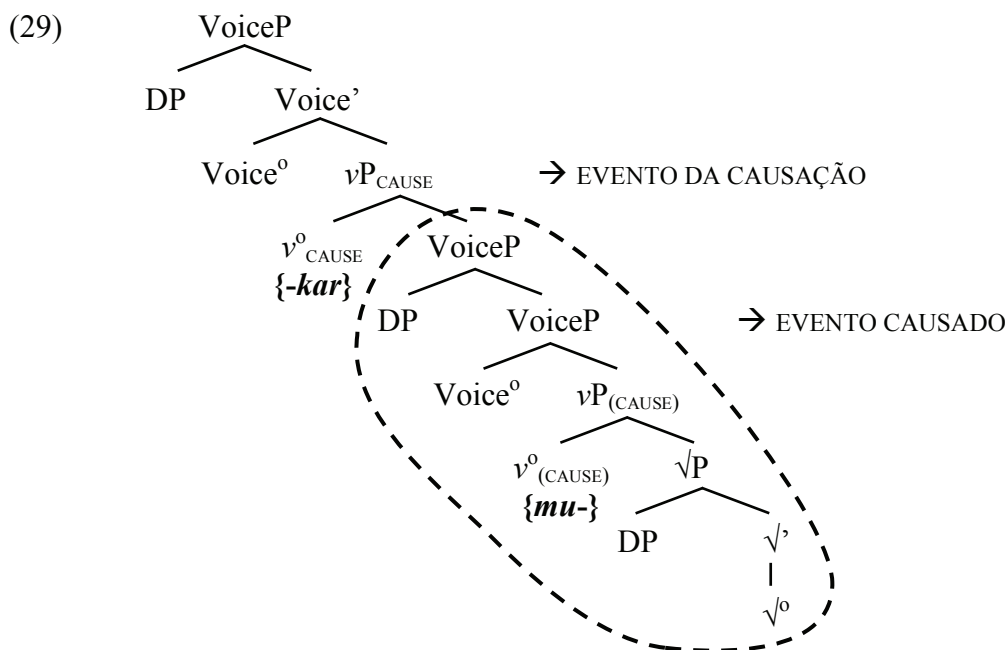 (29) VoiceP
DP Voice’
Voiceº vP_CAUSE → EVENTO DA CAUSAÇÃO
vº_CAUSE VoiceP
{-kar}
DP VoiceP → EVENTO CAUSADO
Voiceº vP_(CAUSE)
vº_(CAUSE) √P
{mu-}
DP √’
√º